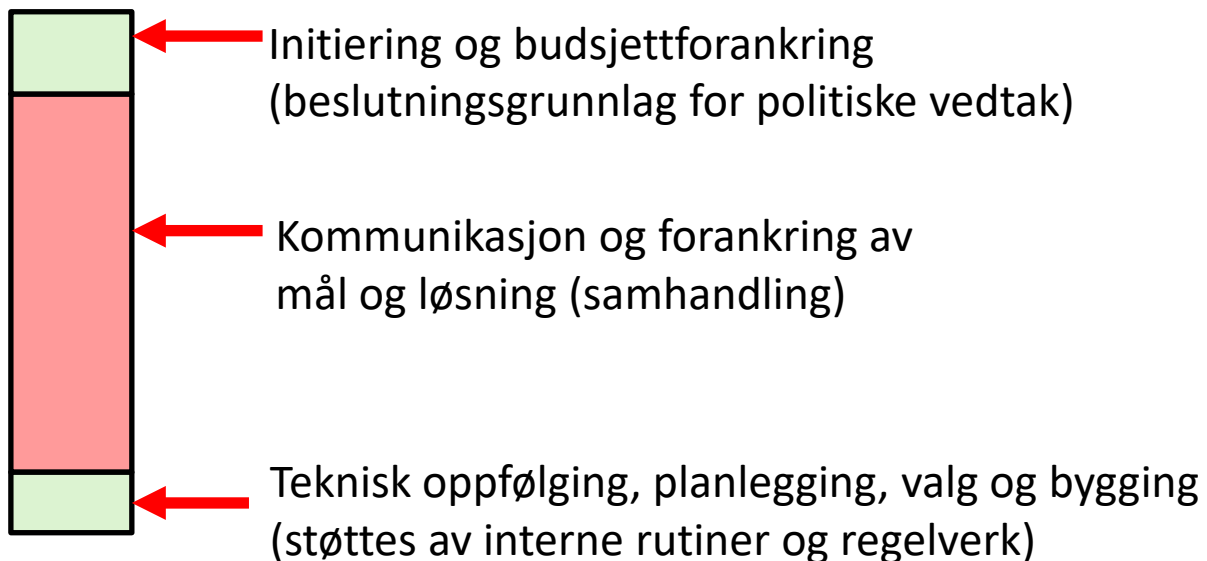 Initiering og budsjettforankring
(beslutningsgrunnlag for politiske vedtak)
Kommunikasjon og forankring av
mål og løsning (samhandling)
Teknisk oppfølging, planlegging, valg og bygging
(støttes av interne rutiner og regelverk)